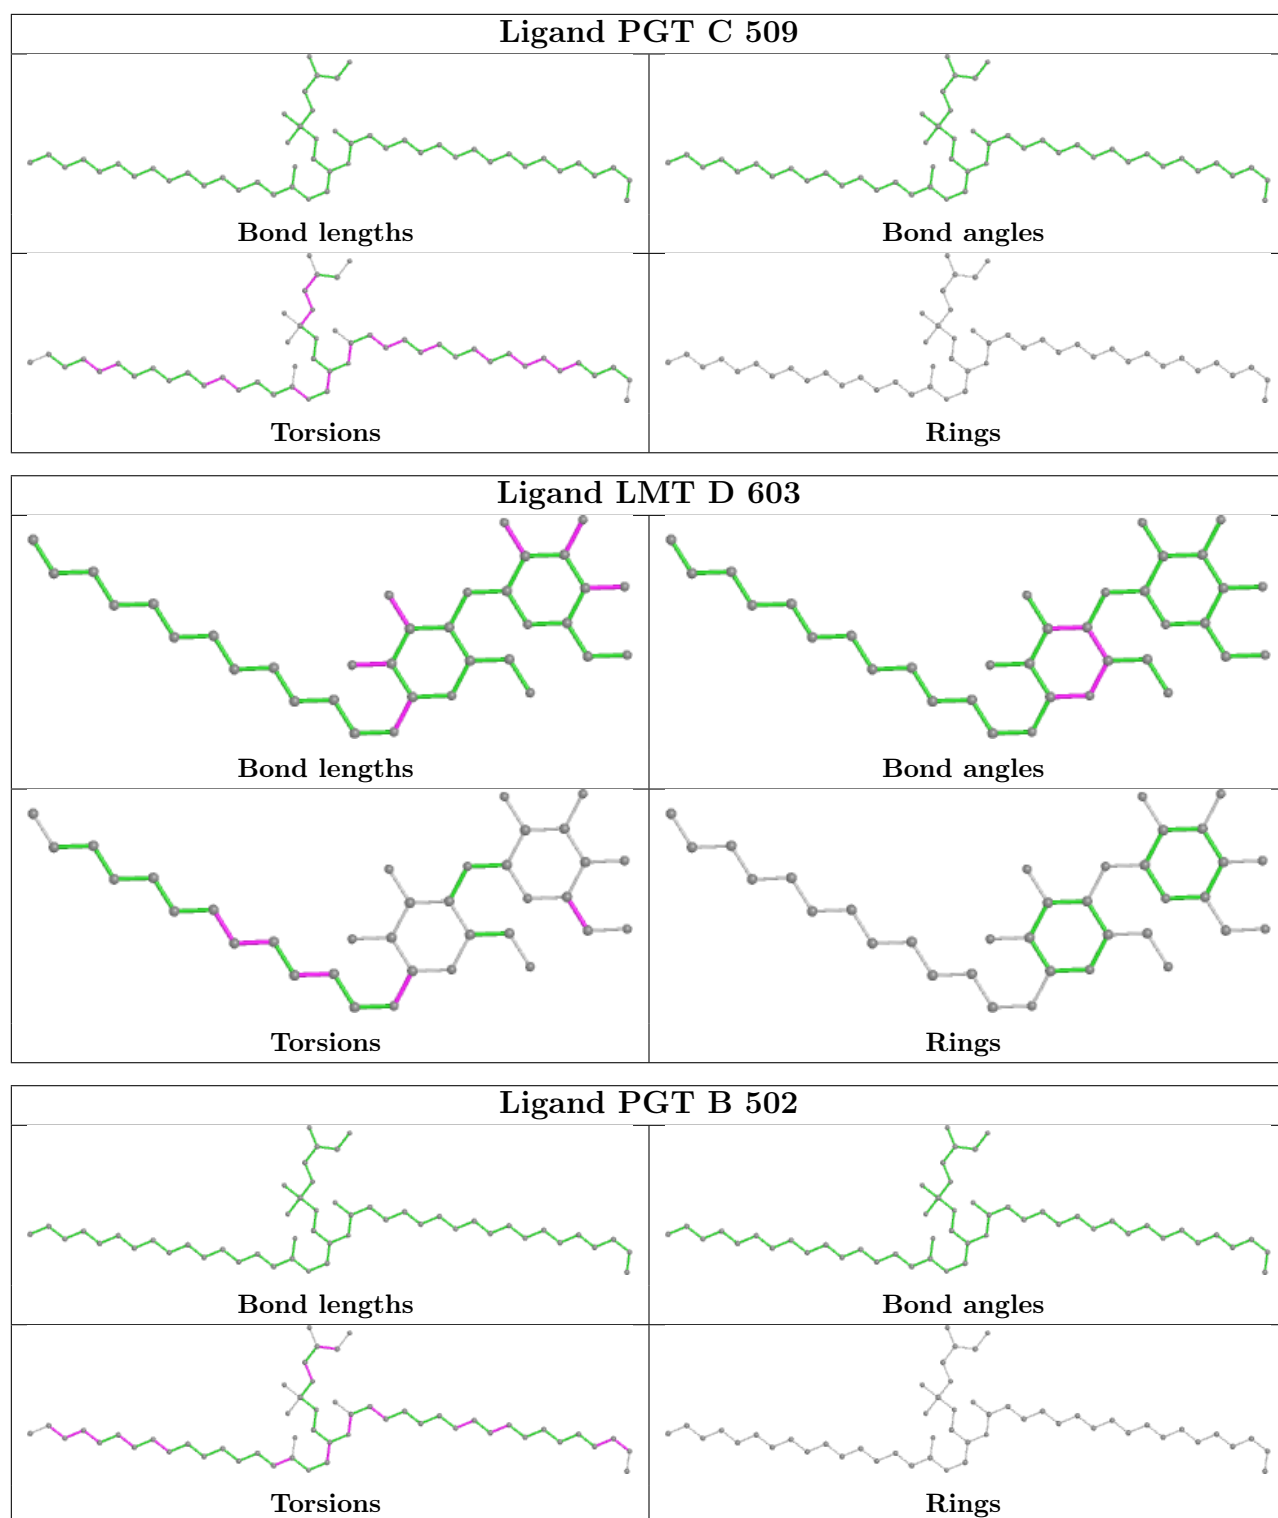 Ligand PGT C 509
Bond lengths
Bond angles
Torsions
Rings
Ligand LMT D 603
Bond lengths
Bond angles
Torsions
Rings
Ligand PGT B 502
Bond lengths
Bond angles
Torsions
Rings